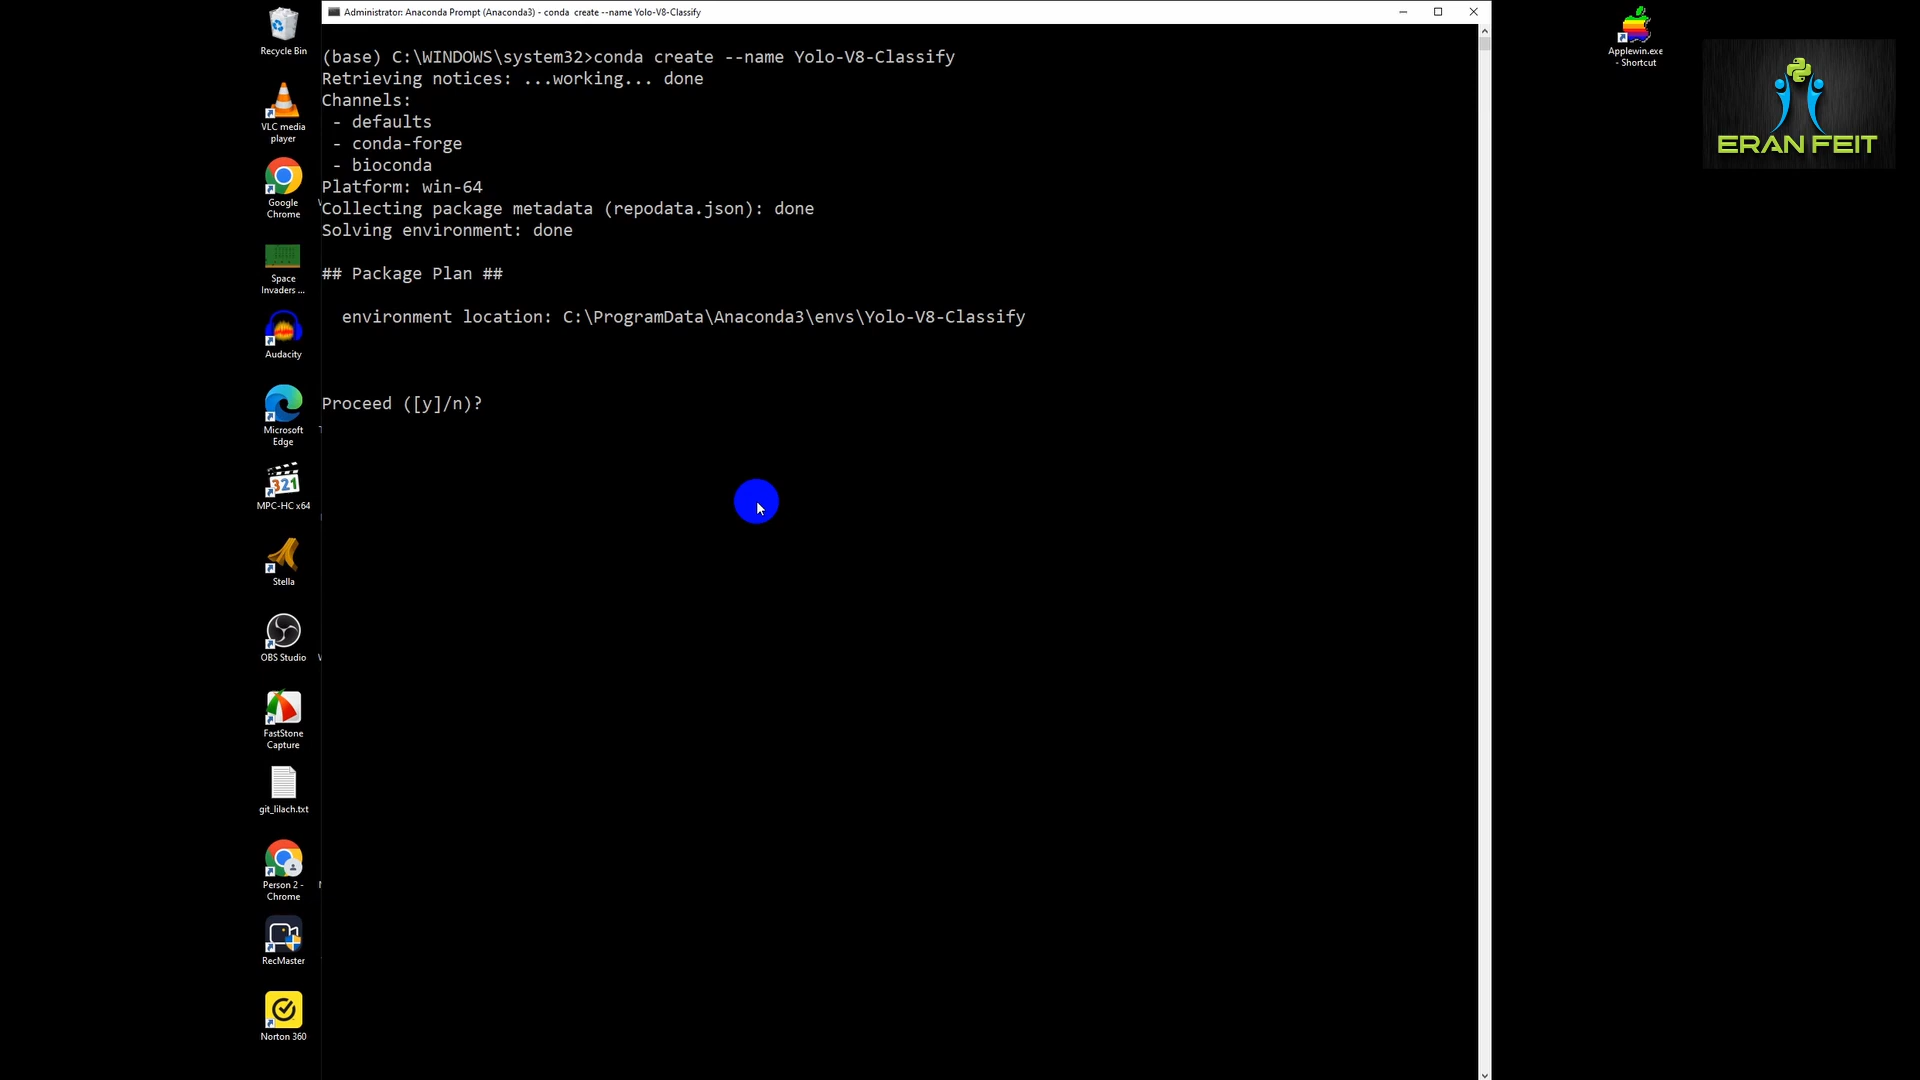 Administrator: Anaconda Prompt (Anaconda3) - conda  create --name Yolo-V8-Classify
(base) C:\WINDOWS\system32>conda create --name Yolo-V8-Classify
Retrieving notices: ...working... done
Channels:
 - defaults
 - conda-forge
 - bioconda
Platform: win-64
Collecting package metadata (repodata.json): done
Solving environment: done
## Package Plan ##
  environment location: C:\ProgramData\Anaconda3\envs\Yolo-V8-Classify
Proceed ([y]/n)?
Recycle Bin
VLC media
player
Google
Chrome
Space
Invaders ...
Audacity
Microsoft
Edge
321
MPC-HC x64
Stella
OBS Studio
FastStone
Capture
git_lilach.txt
Person 2 -
Chrome
RecMaster
Norton 360
Applewin.exe
- Shortcut
ERAN FEIT